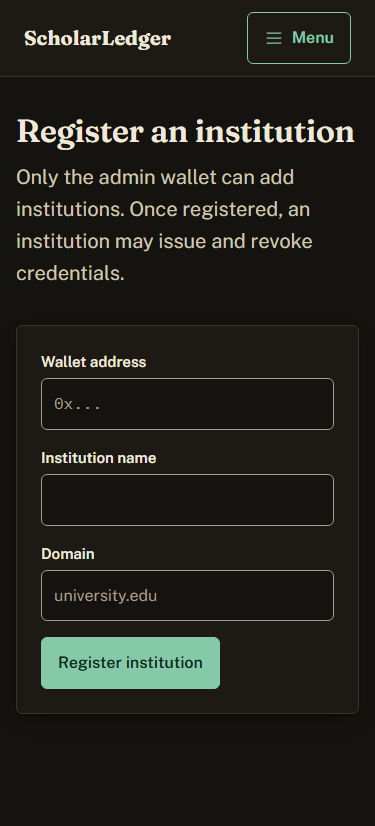 ScholarLedger
Menu
Register an institution
Only the admin wallet can add
institutions. Once registered, an
institution may issue and revoke
credentials.
Wallet address
0x...
Institution name
Domain
university.edu
Register institution